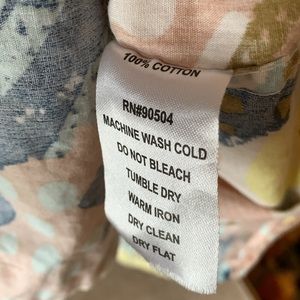 100% COTTON
RN#90504
MACHINE WASH COLD
DO NOT BLEACH
TUMBLE DRY
WARM IRON
DRY CLEAN
DRY FLAT